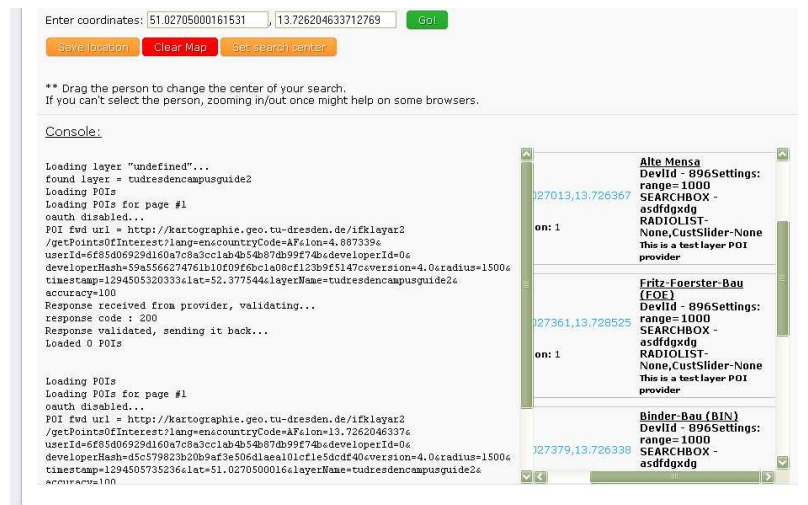 Enter coordinates: 51.02705000161531 , 13.726204633712769 Go!
Save location Clear Map Set search center
** Drag the person to change the center of your search.
If you can't select the person, zooming in/out once might help on some browsers.
Console:
Loading layer "undefined"...
found layer = tudresdencampusguide2
Loading POIs
Loading POIs for page #1
oauth disabled...
POI fwd url = http://kartographie.geo.tu-dresden.de/ifklayar2
/getPointsOfInterest?lang=en&countryCode=AF&lon=4.887339&
userId=6f85d06929d160a7c8a3cc1ab4b54b87db99f74b&developerId=0&
developerHash=59a5566274761b10f09f6bc1a08cf123b9f5147c&version=4.0&radius=1500&
timestamp=1294505320333&lat=52.377544&layerName=tudresdencampusguide2&
accuracy=100
Response received from provider, validating...
response code : 200
Response validated, sending it back...
Loaded 0 POIs
Loading POIs
Loading POIs for page #1
oauth disabled...
POI fwd url = http://kartographie.geo.tu-dresden.de/ifklayar2
/getPointsOfInterest?lang=en&countryCode=AF&lon=13.7262046337&
userId=6f85d06929d160a7c8a3cc1ab4b54b87db99f74b&developerId=0&
developerHash=d5c579823b20b9af3e506d1aea101cf1e5dcdf40&version=4.0&radius=1500&
timestamp=1294505735236&lat=51.0270500016&layerName=tudresdencampusguide2&
accuracy=100
Alte Mensa
DevlId - 896Settings:
027013,13.726367 range=1000
SEARCHBOX -
asdfdgxdg
on: 1 RADIOLIST-
None,CustSlider-None
This is a test layer POI
provider
Fritz-Foerster-Bau
(FOE)
DevlId - 896Settings:
027361,13.728525 range=1000
SEARCHBOX -
asdfdgxdg
on: 1 RADIOLIST-
None,CustSlider-None
This is a test layer POI
provider
Binder-Bau (BIN)
DevlId - 896Settings:
range=1000
027379,13.726338 SEARCHBOX -
asdfdgxdg